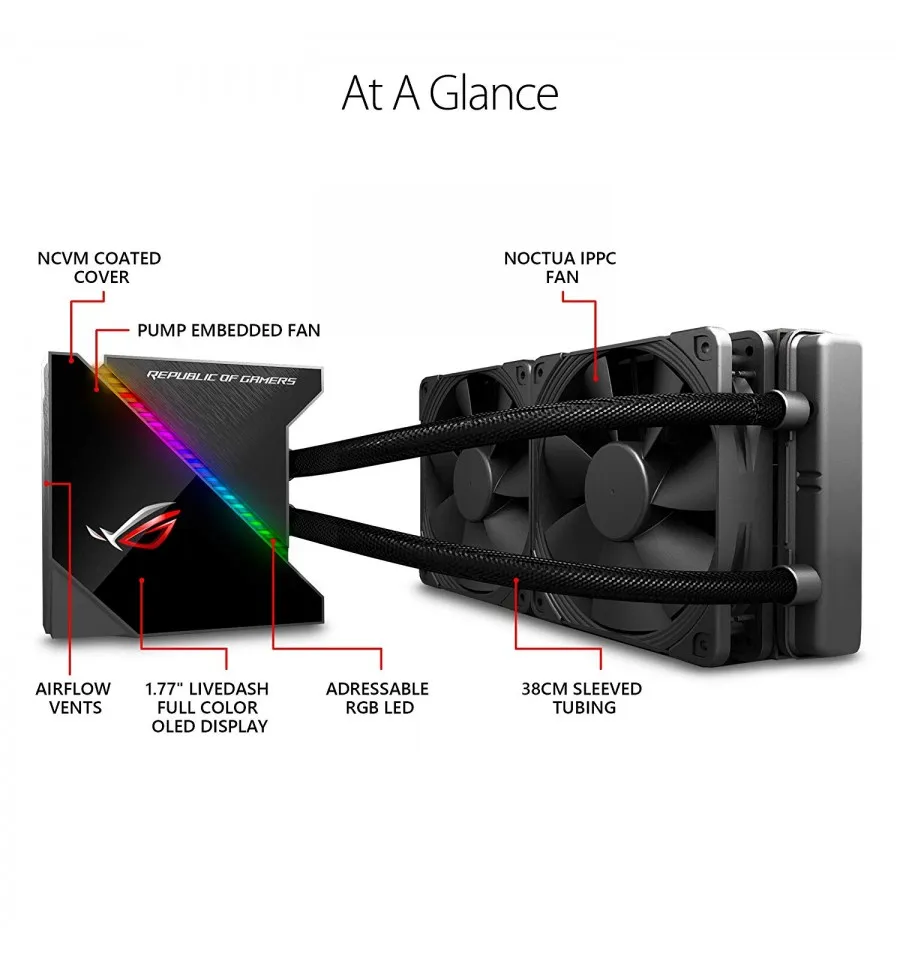 At A Glance
NCVM COATED
COVER
NOCTUA IPPC
FAN
PUMP EMBEDDED FAN
REPUBLIC OF GAMERS
AIRFLOW
VENTS
1.77" LIVEDASH
FULL COLOR
OLED DISPLAY
ADRESSABLE
RGB LED
38CM SLEEVED
TUBING